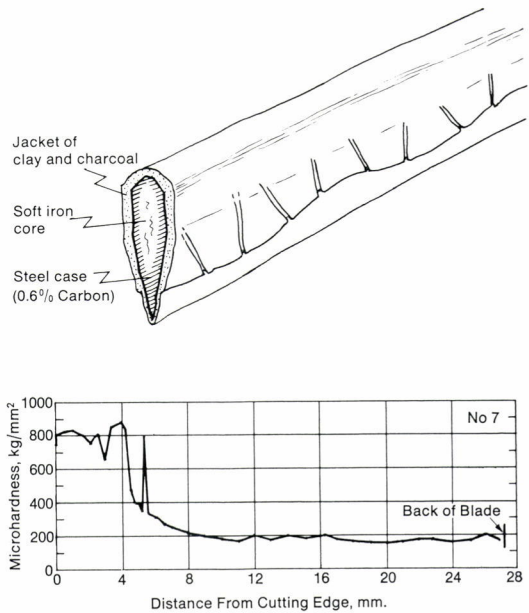 Jacket of
clay and charcoal
Soft iron
core
Steel case
(0.6% Carbon)
Microhardness, kg/mm²
1000
800
600
400
200
0
No 7
Back of Blade
0 4 8 12 16 20 24 28
Distance From Cutting Edge, mm.